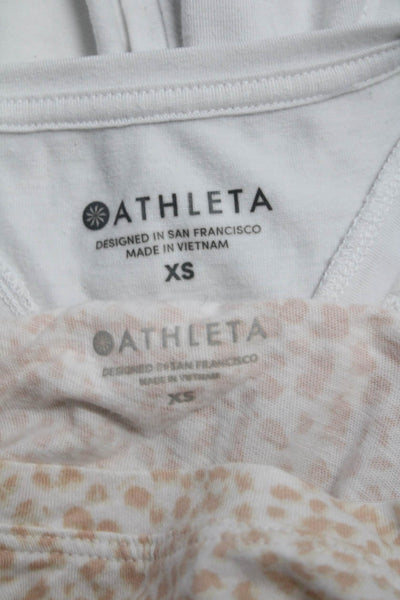 ATHLETA
DESIGNED IN SAN FRANCISCO
MADE IN VIETNAM
XS
ATHLETA
DESIGNED IN SAN FRANCISCO
MADE IN VIETNAM
XS